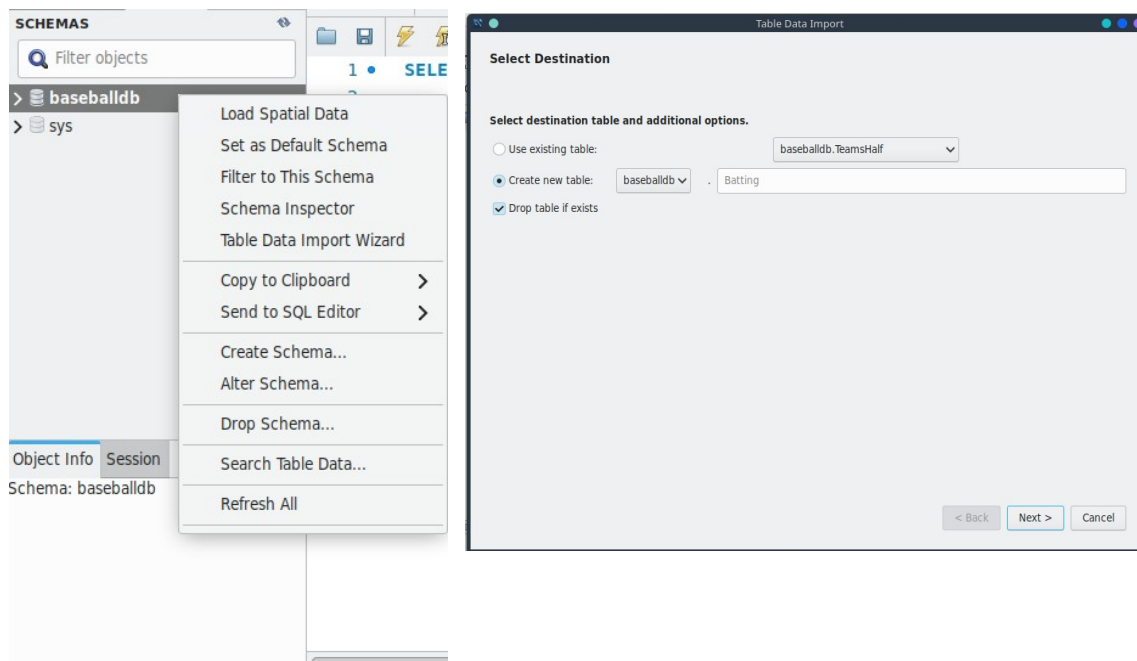 SCHEMAS
Filter objects
baseballdb
sys
Load Spatial Data
Set as Default Schema
Filter to This Schema
Schema Inspector
Table Data Import Wizard
Copy to Clipboard
Send to SQL Editor
Create Schema...
Alter Schema...
Drop Schema...
Search Table Data...
Refresh All
Object Info Session
Schema: baseballdb
1 SELE
2
Table Data Import
Select Destination
Select destination table and additional options.
Use existing table: baseballdb.TeamsHalf
Create new table: baseballdb . Batting
Drop table if exists
< Back Next > Cancel